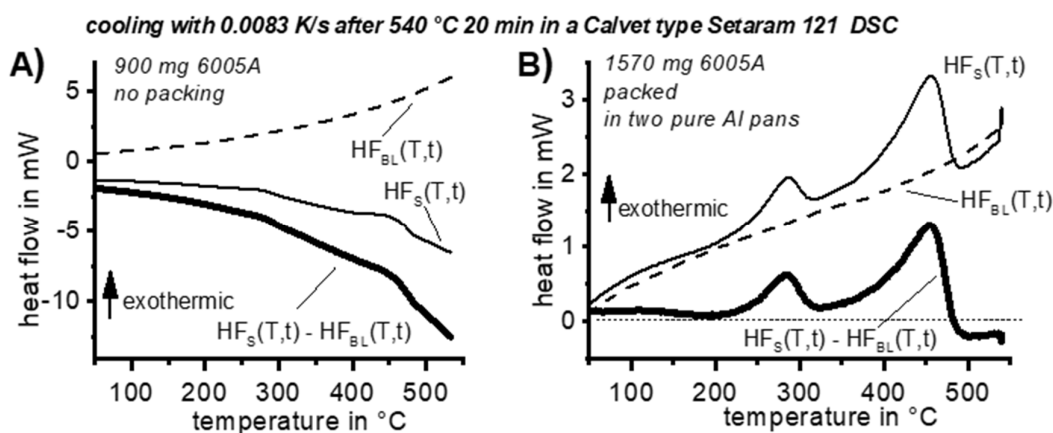 cooling with 0.0083 K/s after 540 °C 20 min in a Calvet type Setaram 121 DSC
A)
900 mg 6005A
no packing
5
0
-5
-10
heat flow in mW
HF_BL(T,t)
HF_S(T,t)
exothermic
HF_S(T,t) - HF_BL(T,t)
100 200 300 400 500
temperature in °C
B)
1570 mg 6005A
packed
in two pure Al pans
HF_S(T,t)
3
2
1
0
heat flow in mW
exothermic
HF_BL(T,t)
HF_S(T,t) - HF_BL(T,t)
100 200 300 400 500
temperature in °C